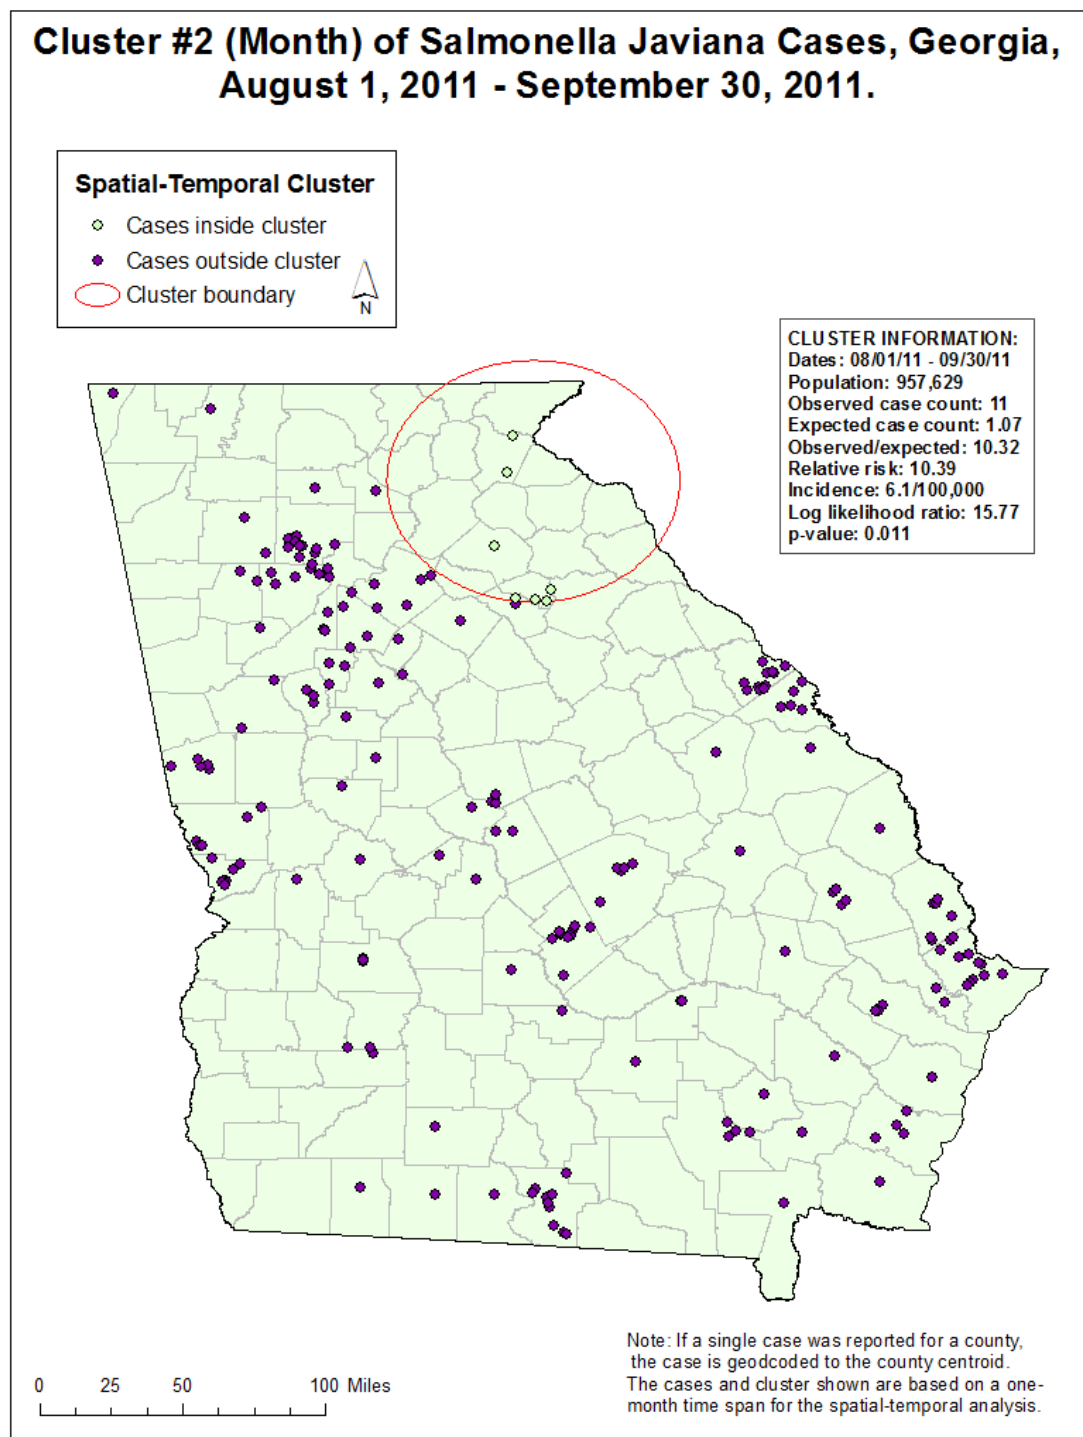 Cluster #2 (Month) of Salmonella Javiana Cases, Georgia,
August 1, 2011 - September 30, 2011.
Spatial-Temporal Cluster
Cases inside cluster
Cases outside cluster
Cluster boundary
N
CLUSTER INFORMATION:
Dates: 08/01/11 - 09/30/11
Population: 957,629
Observed case count: 11
Expected case count: 1.07
Observed/expected: 10.32
Relative risk: 10.39
Incidence: 6.1/100,000
Log likelihood ratio: 15.77
p-value: 0.011
Note: If a single case was reported for a county,
the case is geodcoded to the county centroid.
The cases and cluster shown are based on a one-
month time span for the spatial-temporal analysis.
0 25 50 100 Miles